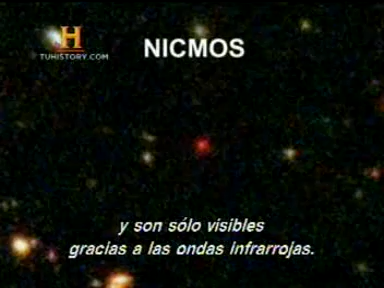 H
NICMOS
TUHISTORY.COM
y son sólo visibles
gracias a las ondas infrarrojas.